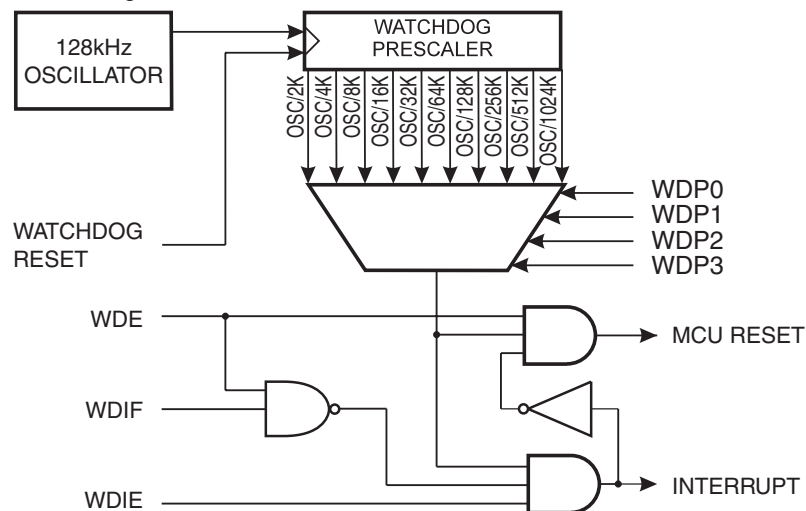 128kHz
OSCILLATOR
WATCHDOG
PRESCALER
OSC/2K
OSC/4K
OSC/8K
OSC/16K
OSC/32K
OSC/64K
OSC/128K
OSC/256K
OSC/512K
OSC/1024K
WDP0
WDP1
WDP2
WDP3
WATCHDOG
RESET
WDE
MCU RESET
WDIF
INTERRUPT
WDIE